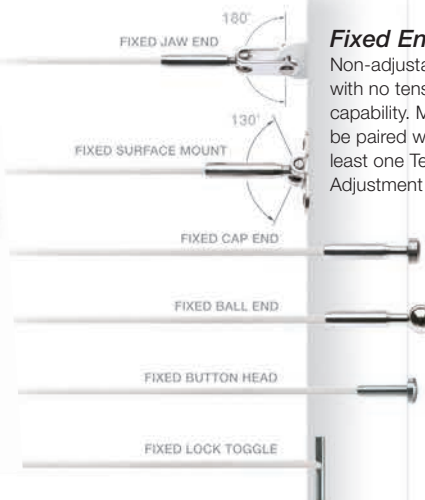 180°
FIXED JAW END
130°
FIXED SURFACE MOUNT
FIXED CAP END
FIXED BALL END
FIXED BUTTON HEAD
FIXED LOCK TOGGLE
Fixed En
Non-adjusta
with no tens
capability. M
be paired w
least one Te
Adjustment